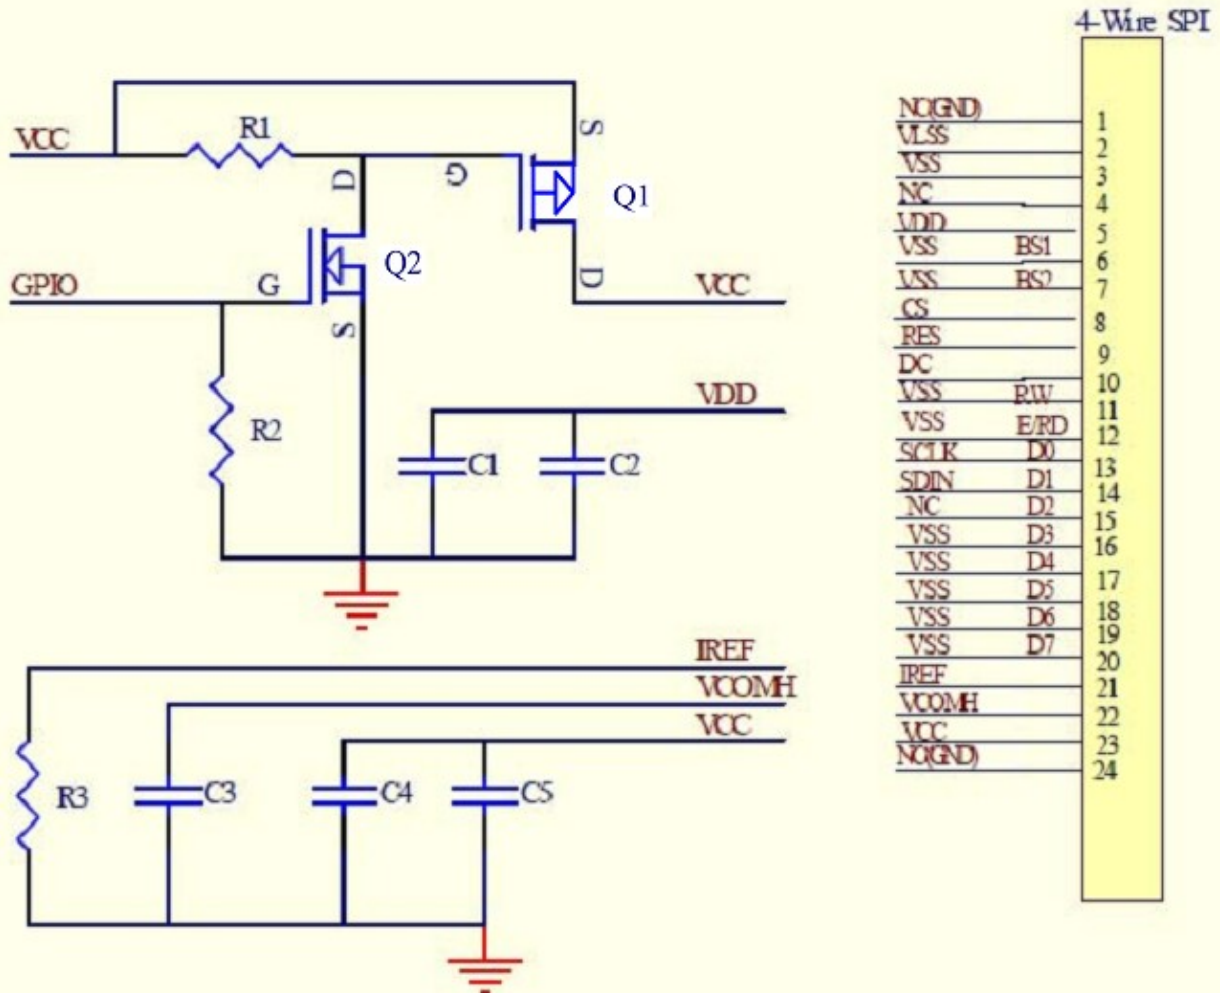 4-Wire SPI
VCC
R1
S
D
G
Q1
GPIO
G
Q2
D
VCC
S
R2
VDD
C1
C2
IREF
VCOMH
VCC
R3
C3
C4
C5
NC(GND) 1
VLSS 2
VSS 3
NC 4
VDD 5
VSS BS1 6
VSS BS2 7
CS 8
RES 9
DC 10
VSS RW 11
VSS E/RD 12
SCLK D0 13
SDIN D1 14
NC D2 15
VSS D3 16
VSS D4 17
VSS D5 18
VSS D6 19
VSS D7 20
IREF 21
VCOMH 22
VCC 23
NC(GND) 24